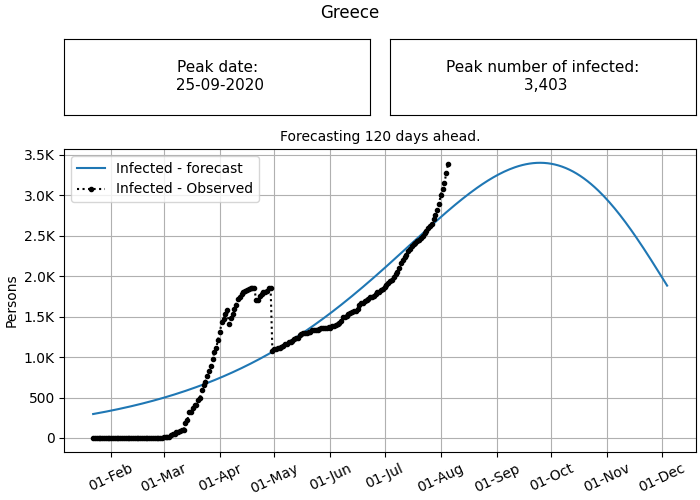 Greece
Peak date:
25-09-2020
Peak number of infected:
3,403
Forecasting 120 days ahead.
Infected - forecast
Infected - Observed
3.5K
3.0K
2.5K
2.0K
1.5K
1.0K
500
0
Persons
01-Feb 01-Mar 01-Apr 01-May 01-Jun 01-Jul 01-Aug 01-Sep 01-Oct 01-Nov 01-Dec